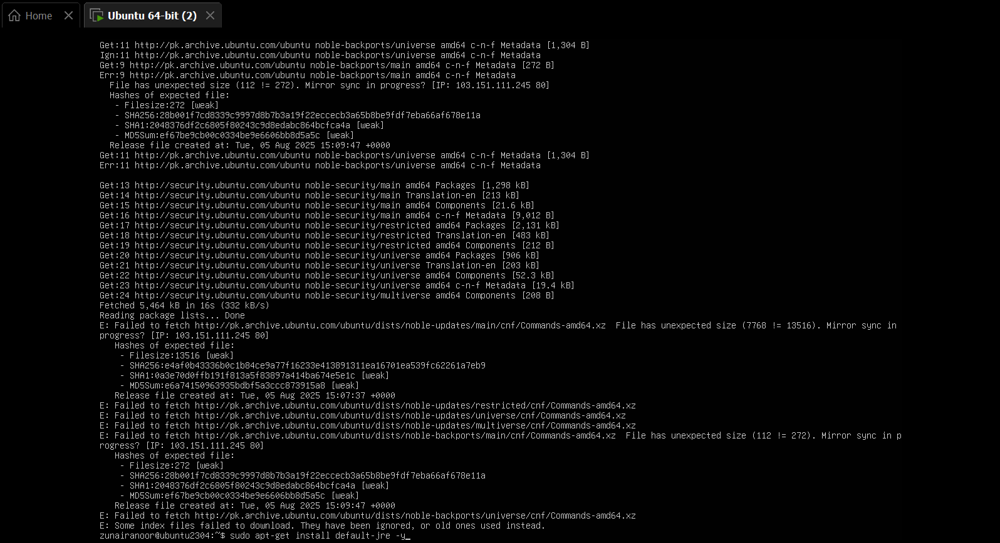 Home
Ubuntu 64-bit (2)
Get:11 http://pk.archive.ubuntu.com/ubuntu noble-backports/universe amd64 c-n-f Metadata [1,304 B]
Ign:11 http://pk.archive.ubuntu.com/ubuntu noble-backports/universe amd64 c-n-f Metadata
Get:9 http://pk.archive.ubuntu.com/ubuntu noble-backports/main amd64 c-n-f Metadata [272 B]
Err:9 http://pk.archive.ubuntu.com/ubuntu noble-backports/main amd64 c-n-f Metadata
  File has unexpected size (112 != 272). Mirror sync in progress? [IP: 103.151.111.245 80]
  Hashes of expected file:
   - Filesize:272 [weak]
   - SHA256:28b001f7cd8339c9997d8b7b3a19f22eccecb3a65b8be9fdf7eba66af678e11a
   - SHA1:2048376df2c6805f80243c9d8edabc864bcfca4a [weak]
   - MD5Sum:ef67be9cb00c0334be9e6606bb8d5a5c [weak]
  Release file created at: Tue, 05 Aug 2025 15:09:47 +0000
Get:11 http://pk.archive.ubuntu.com/ubuntu noble-backports/universe amd64 c-n-f Metadata [1,304 B]
Err:11 http://pk.archive.ubuntu.com/ubuntu noble-backports/universe amd64 c-n-f Metadata
Get:13 http://security.ubuntu.com/ubuntu noble-security/main amd64 Packages [1,298 kB]
Get:14 http://security.ubuntu.com/ubuntu noble-security/main Translation-en [213 kB]
Get:15 http://security.ubuntu.com/ubuntu noble-security/main amd64 Components [21.6 kB]
Get:16 http://security.ubuntu.com/ubuntu noble-security/main amd64 c-n-f Metadata [9,012 B]
Get:17 http://security.ubuntu.com/ubuntu noble-security/restricted amd64 Packages [2,131 kB]
Get:18 http://security.ubuntu.com/ubuntu noble-security/restricted Translation-en [483 kB]
Get:19 http://security.ubuntu.com/ubuntu noble-security/restricted amd64 Components [212 B]
Get:20 http://security.ubuntu.com/ubuntu noble-security/universe amd64 Packages [906 kB]
Get:21 http://security.ubuntu.com/ubuntu noble-security/universe Translation-en [203 kB]
Get:22 http://security.ubuntu.com/ubuntu noble-security/universe amd64 Components [52.3 kB]
Get:23 http://security.ubuntu.com/ubuntu noble-security/universe amd64 c-n-f Metadata [19.4 kB]
Get:24 http://security.ubuntu.com/ubuntu noble-security/multiverse amd64 Components [208 B]
Fetched 5,464 kB in 16s (332 kB/s)
Reading package lists... Done
E: Failed to fetch http://pk.archive.ubuntu.com/ubuntu/dists/noble-updates/main/cnf/Commands-amd64.xz  File has unexpected size (7768 != 13516). Mirror sync in
progress? [IP: 103.151.111.245 80]
   Hashes of expected file:
    - Filesize:13516 [weak]
    - SHA256:e4af0b43336b0c1b84ce9a77f16233e413891311ea16701ea539fc62261a7eb9
    - SHA1:0a3e70d0ffb191f813a5f83897a414ba674e5e1c [weak]
    - MD5Sum:e6a74150963935bdbf5a3ccc873915a8 [weak]
   Release file created at: Tue, 05 Aug 2025 15:07:37 +0000
E: Failed to fetch http://pk.archive.ubuntu.com/ubuntu/dists/noble-updates/restricted/cnf/Commands-amd64.xz
E: Failed to fetch http://pk.archive.ubuntu.com/ubuntu/dists/noble-updates/universe/cnf/Commands-amd64.xz
E: Failed to fetch http://pk.archive.ubuntu.com/ubuntu/dists/noble-updates/multiverse/cnf/Commands-amd64.xz
E: Failed to fetch http://pk.archive.ubuntu.com/ubuntu/dists/noble-backports/main/cnf/Commands-amd64.xz  File has unexpected size (112 != 272). Mirror sync in p
rogress? [IP: 103.151.111.245 80]
   Hashes of expected file:
    - Filesize:272 [weak]
    - SHA256:28b001f7cd8339c9997d8b7b3a19f22eccecb3a65b8be9fdf7eba66af678e11a
    - SHA1:2048376df2c6805f80243c9d8edabc864bcfca4a [weak]
    - MD5Sum:ef67be9cb00c0334be9e6606bb8d5a5c [weak]
   Release file created at: Tue, 05 Aug 2025 15:09:47 +0000
E: Failed to fetch http://pk.archive.ubuntu.com/ubuntu/dists/noble-backports/universe/cnf/Commands-amd64.xz
E: Some index files failed to download. They have been ignored, or old ones used instead.
zunairanoor@ubuntu2304:~$ sudo apt-get install default-jre -y_